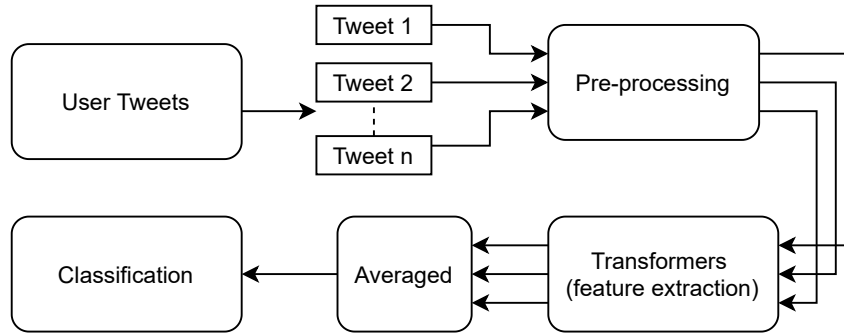 Tweet 1
User Tweets
Tweet 2
Tweet n
Pre-processing
Classification
Averaged
Transformers
(feature extraction)